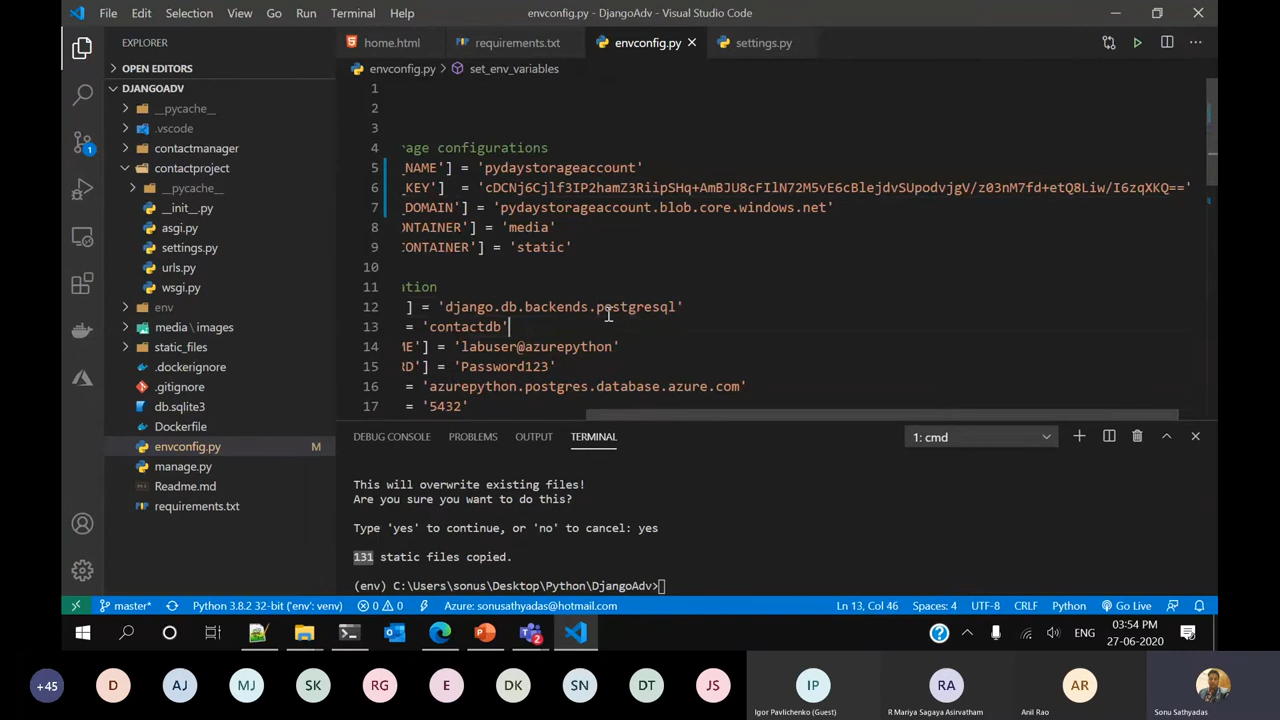 File Edit Selection View Go Run Terminal Help
envconfig.py - DjangoAdv - Visual Studio Code
EXPLORER
OPEN EDITORS
DJANGOADV
__pycache__
.vscode
contactmanager
contactproject
__pycache__
__init__.py
asgi.py
settings.py
urls.py
wsgi.py
env
media\images
static_files
.dockerignore
.gitignore
db.sqlite3
Dockerfile
envconfig.py M
manage.py
Readme.md
requirements.txt
1
home.html requirements.txt envconfig.py settings.py
envconfig.py > set_env_variables
1
2
3
4 age configurations
5 _NAME'] = 'pydaystorageaccount'
6 _KEY'] = 'cDCNj6Cjlf3IP2hamZ3RiipSHq+AmBJU8cFIlN72M5vE6cBlejdvSUpodvjgV/z03nM7fd+etQ8Liw/I6zqXKQ=='
7 _DOMAIN'] = 'pydaystorageaccount.blob.core.windows.net'
8 ONTAINER'] = 'media'
9 CONTAINER'] = 'static'
10
11 ation
12 ] = 'django.db.backends.postgresql'
13 = 'contactdb'
14 ME'] = 'labuser@azurepython'
15 RD'] = 'Password123'
16 = 'azurepython.postgres.database.azure.com'
17 = '5432'
DEBUG CONSOLE PROBLEMS OUTPUT TERMINAL
1: cmd
This will overwrite existing files!
Are you sure you want to do this?
Type 'yes' to continue, or 'no' to cancel: yes
131 static files copied.
(env) C:\Users\sonus\Desktop\Python\DjangoAdv>
master* Python 3.8.2 32-bit ('env': venv) 0 0 Azure: sonusathyadas@hotmail.com
Ln 13, Col 46 Spaces: 4 UTF-8 CRLF Python Go Live
2
ENG
03:54 PM
27-06-2020
+45 D AJ MJ SK RG E DK SN DT JS IP RA AR
Igor Pavlichenko (Guest) R Mariya Sagaya Asirvatham Anil Rao Sonu Sathyadas